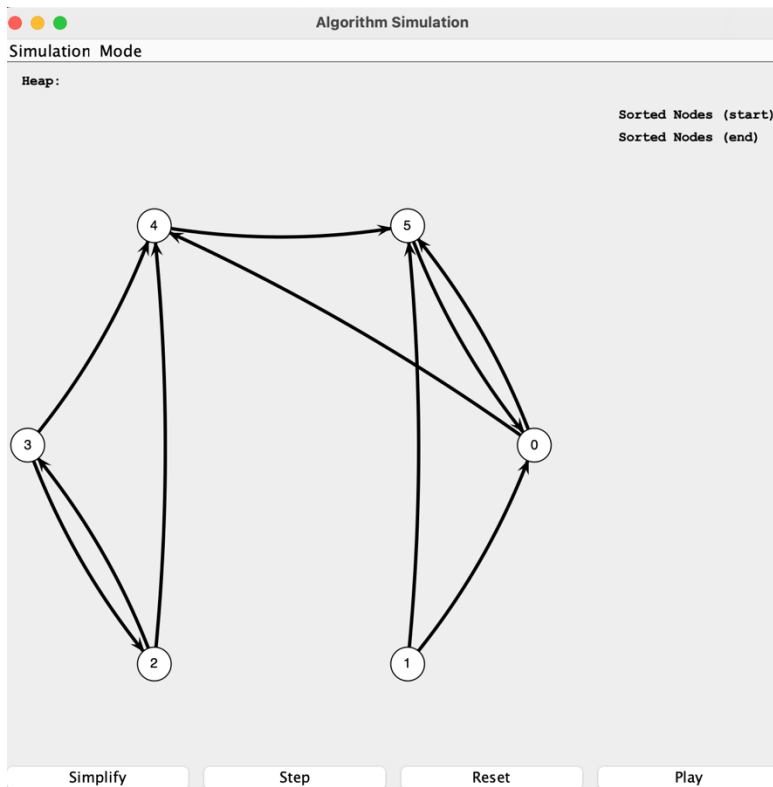 Algorithm Simulation
Simulation Mode
Heap:
Sorted Nodes (start)
Sorted Nodes (end)
4 5
3 0
2 1
Simplify Step Reset Play